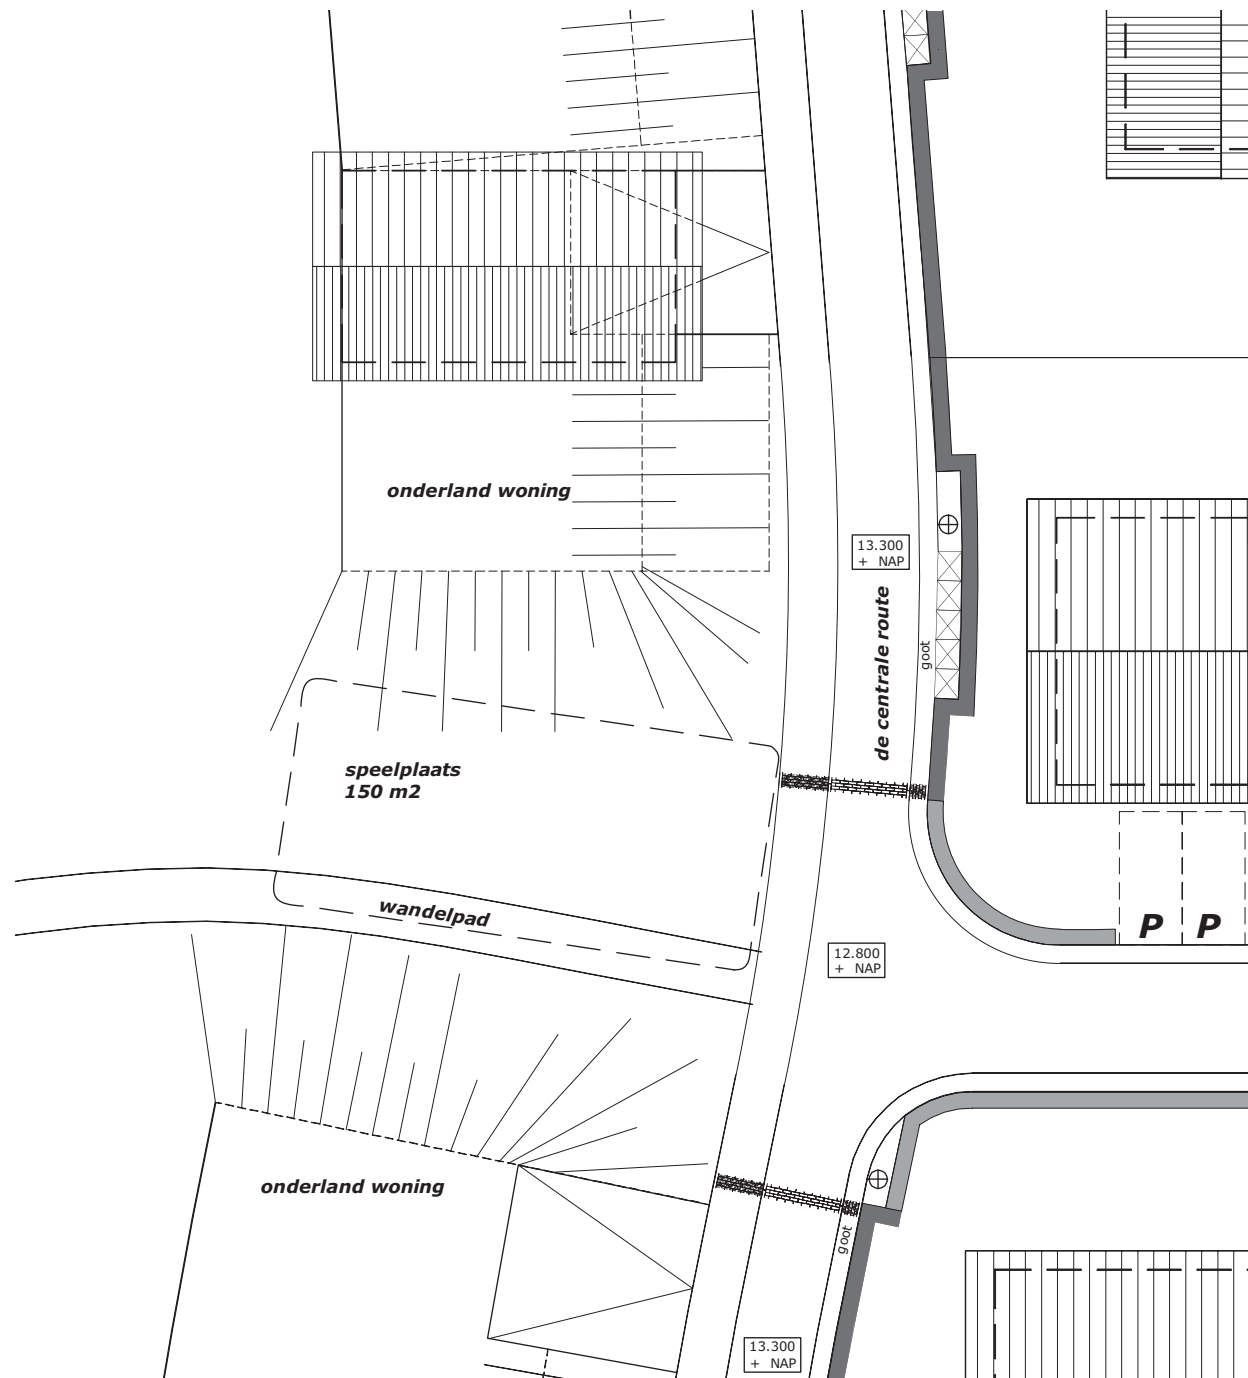 onderland woning
13.300
+ NAP
de centrale route
goot
speelplaats
150 m2
wandelpad
P P
12.800
+ NAP
onderland woning
goot
13.300
+ NAP